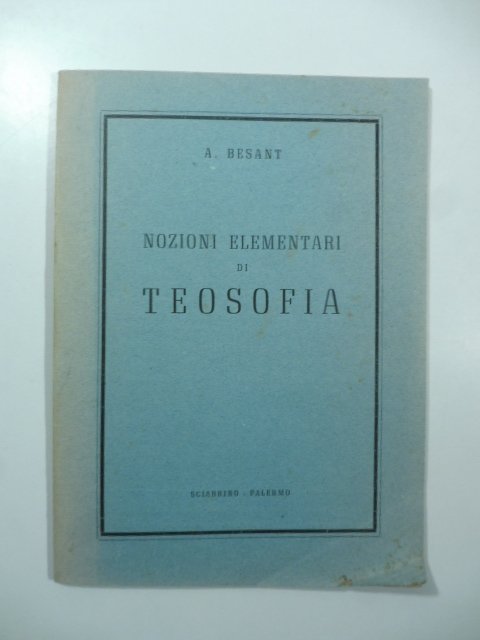 A. BESANT
NOZIONI ELEMENTARI
DI
TEOSOFIA
SCIARRINO - PALERMO